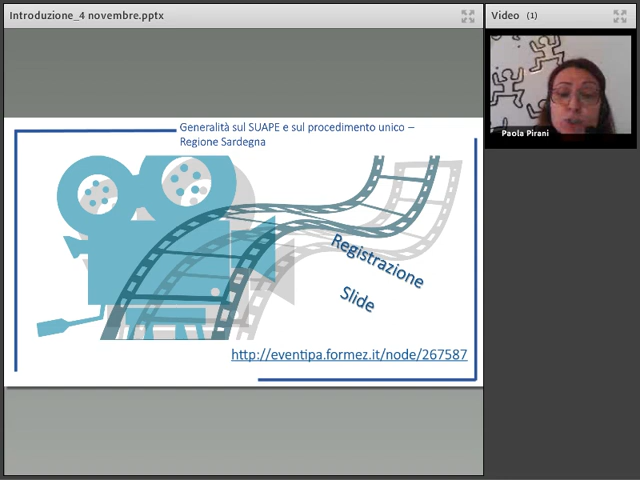 Introduzione_4 novembre.pptx
Video (1)
Paola Pirani
Generalità sul SUAPE e sul procedimento unico –
Regione Sardegna
Registrazione
Slide
http://eventipa.formez.it/node/267587